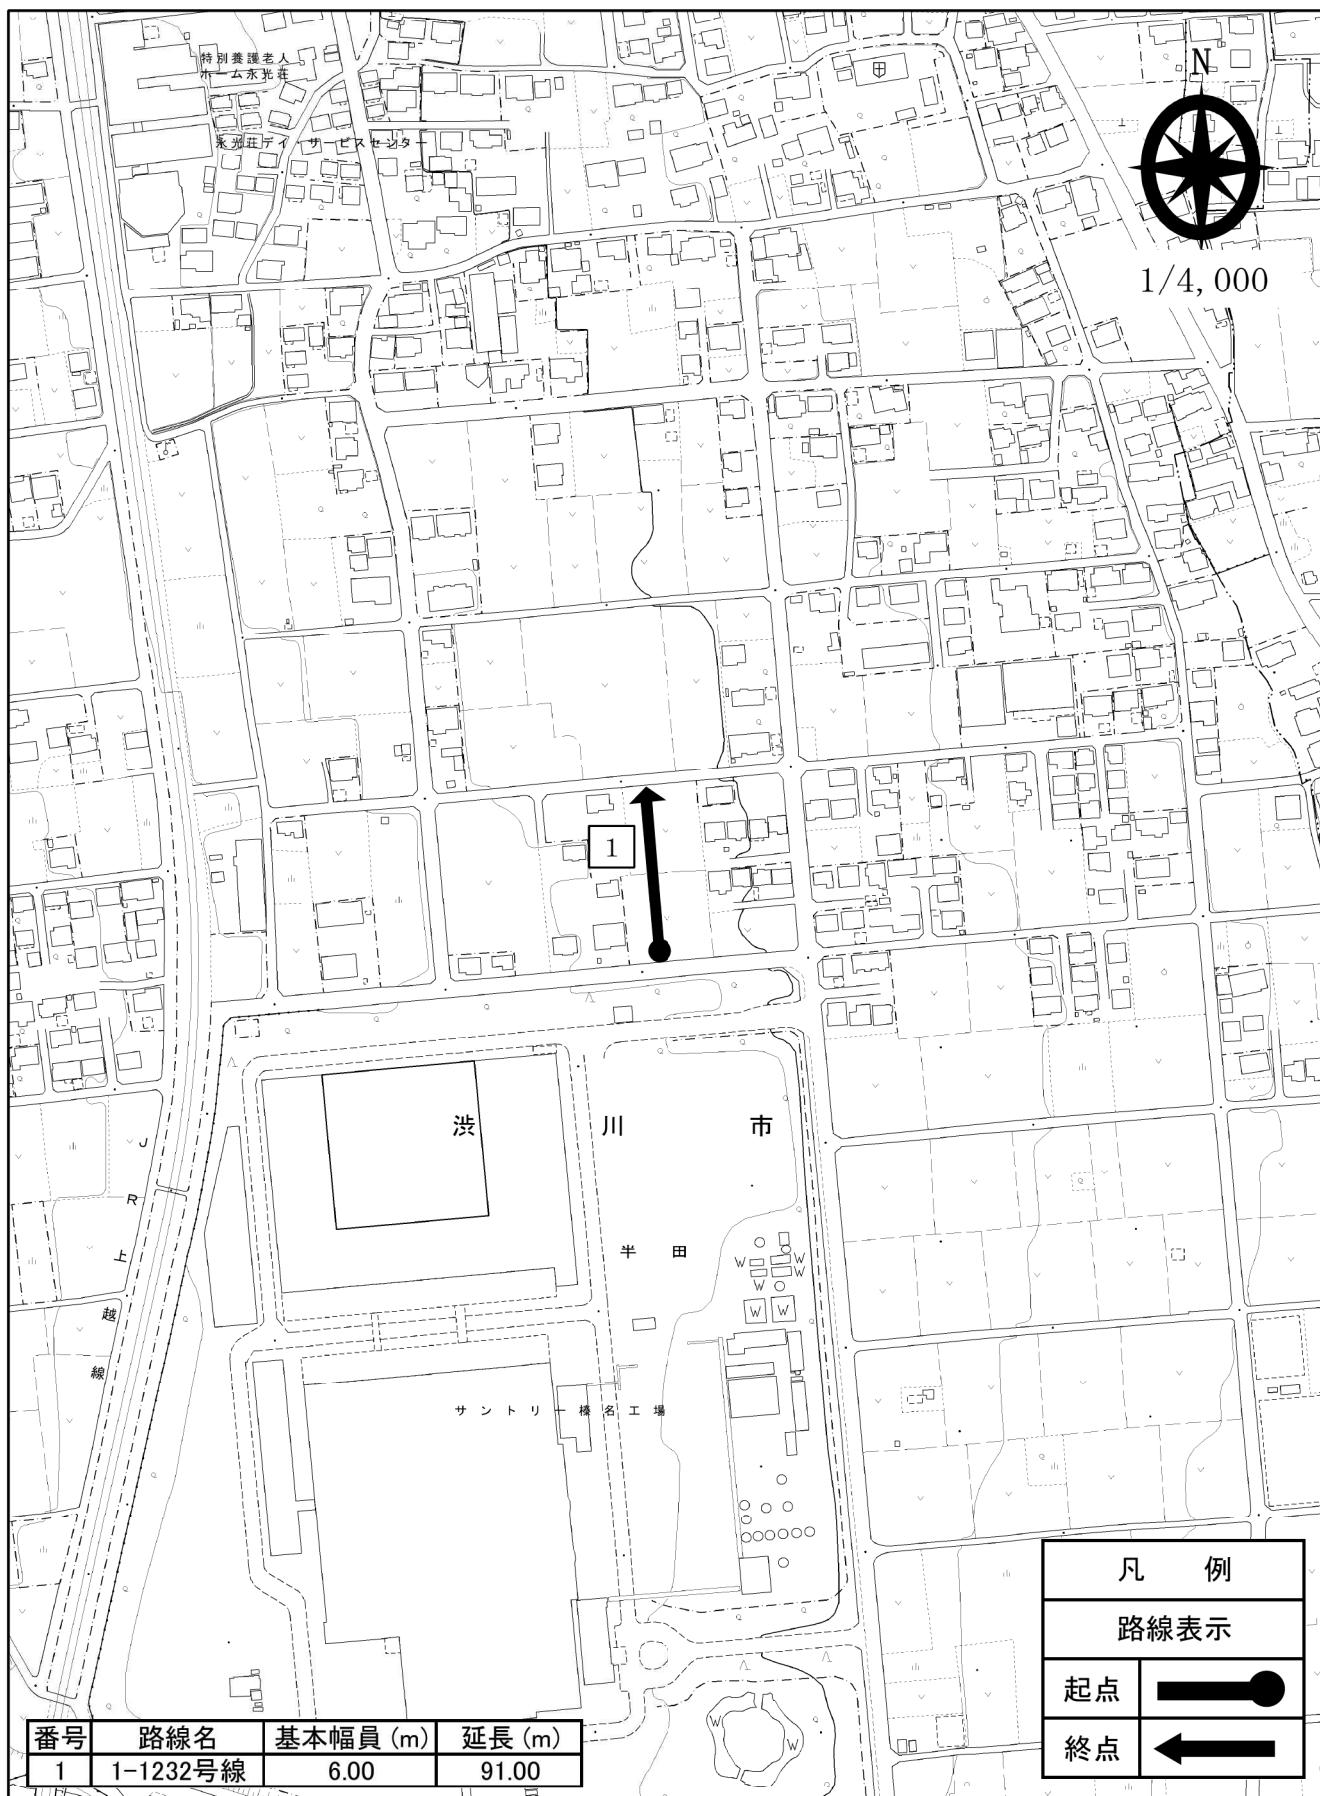 特別養護老人
ホーム永光荘
永光荘デイ・サービスセンター
N
1/4,000
1
渋川市
JR上越線
半田
W W
W W
W
W W
サントリー榛名工場
W
W
凡 例
路線表示
起点
終点
番号 路線名 基本幅員(m) 延長(m)
1 1-1232号線 6.00 91.00